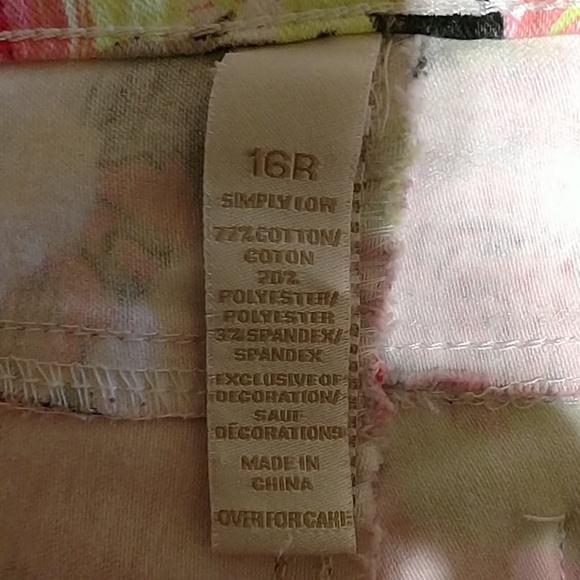 16R
SIMPLY LOW
77% COTTON/
COTON
20%
POLYESTER/
POLYESTER
3% SPANDEX/
SPANDEX
EXCLUSIVE OF
DECORATION/
SAUF
DÉCORATIONS
MADE IN
CHINA
OVER FOR CARE